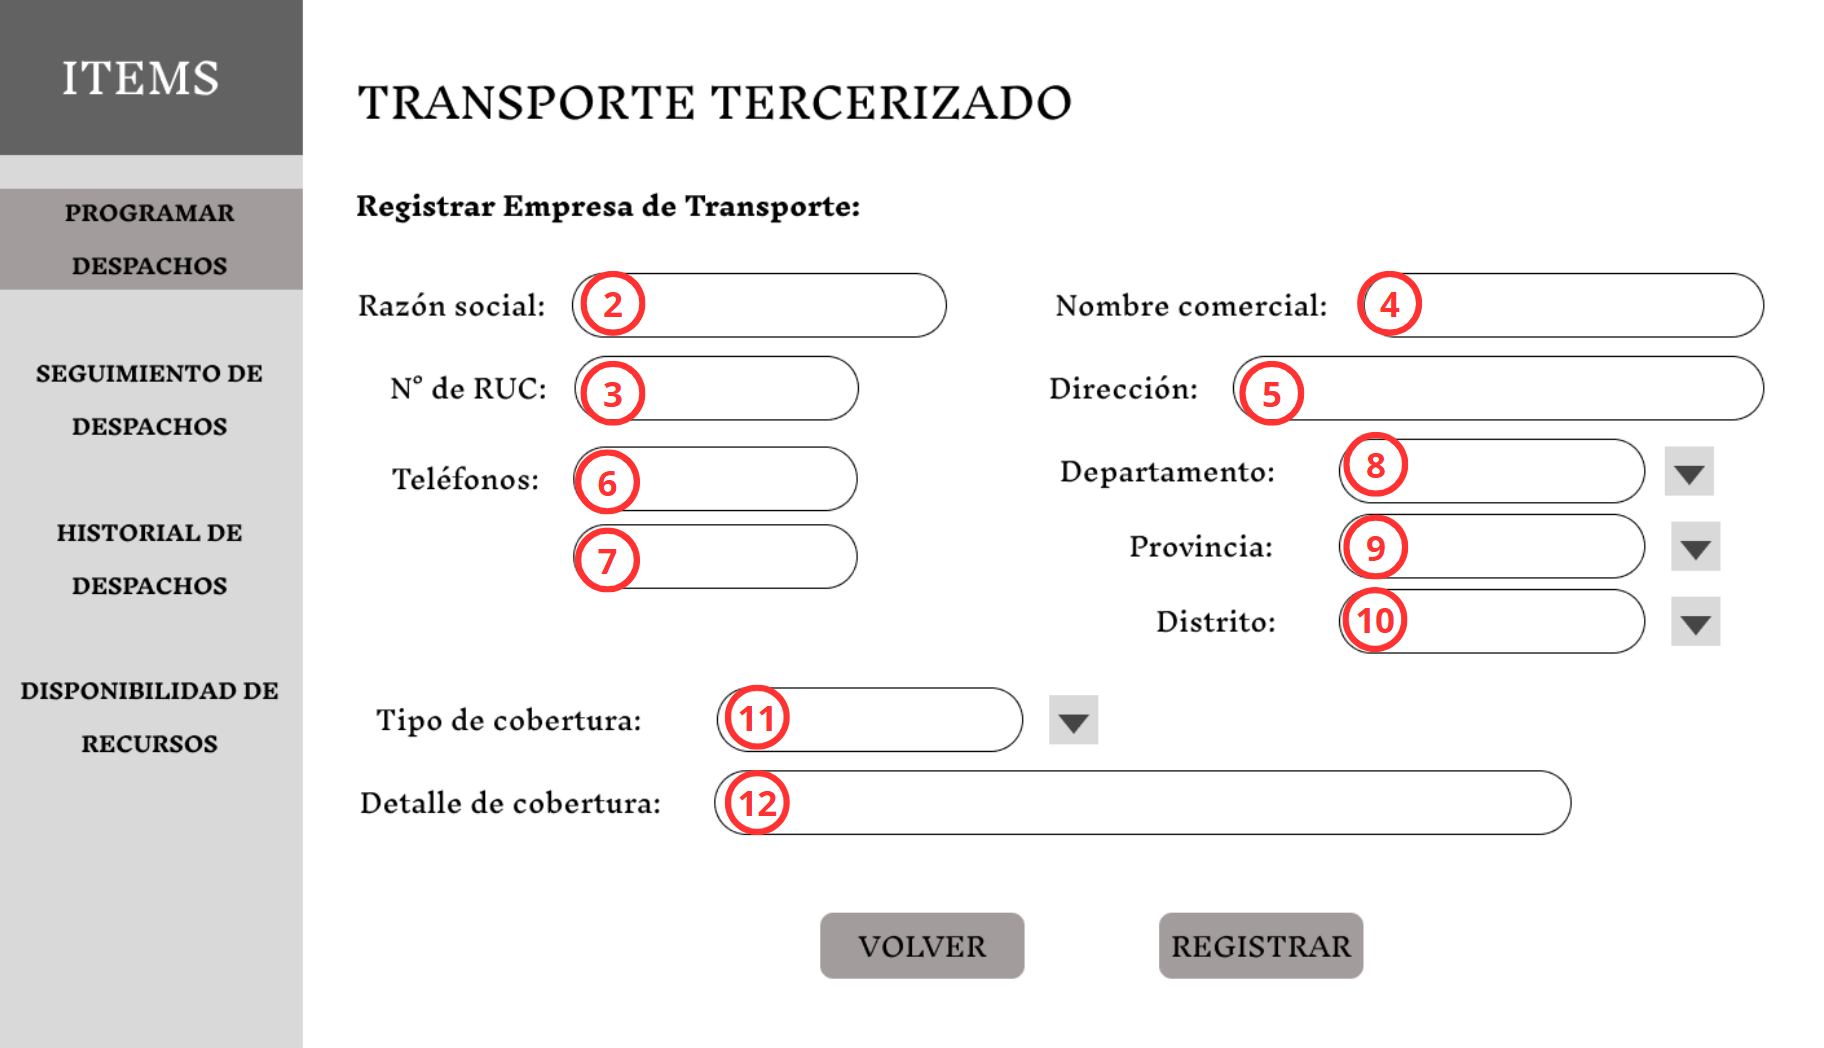 ITEMS
PROGRAMAR
DESPACHOS
SEGUIMIENTO DE
DESPACHOS
HISTORIAL DE
DESPACHOS
DISPONIBILIDAD DE
RECURSOS
TRANSPORTE TERCERIZADO
Registrar Empresa de Transporte:
Razón social: 2
Nombre comercial: 4
N° de RUC: 3
Dirección: 5
Teléfonos: 6
Departamento: 8
7
Provincia: 9
Distrito: 10
Tipo de cobertura: 11
Detalle de cobertura: 12
VOLVER
REGISTRAR